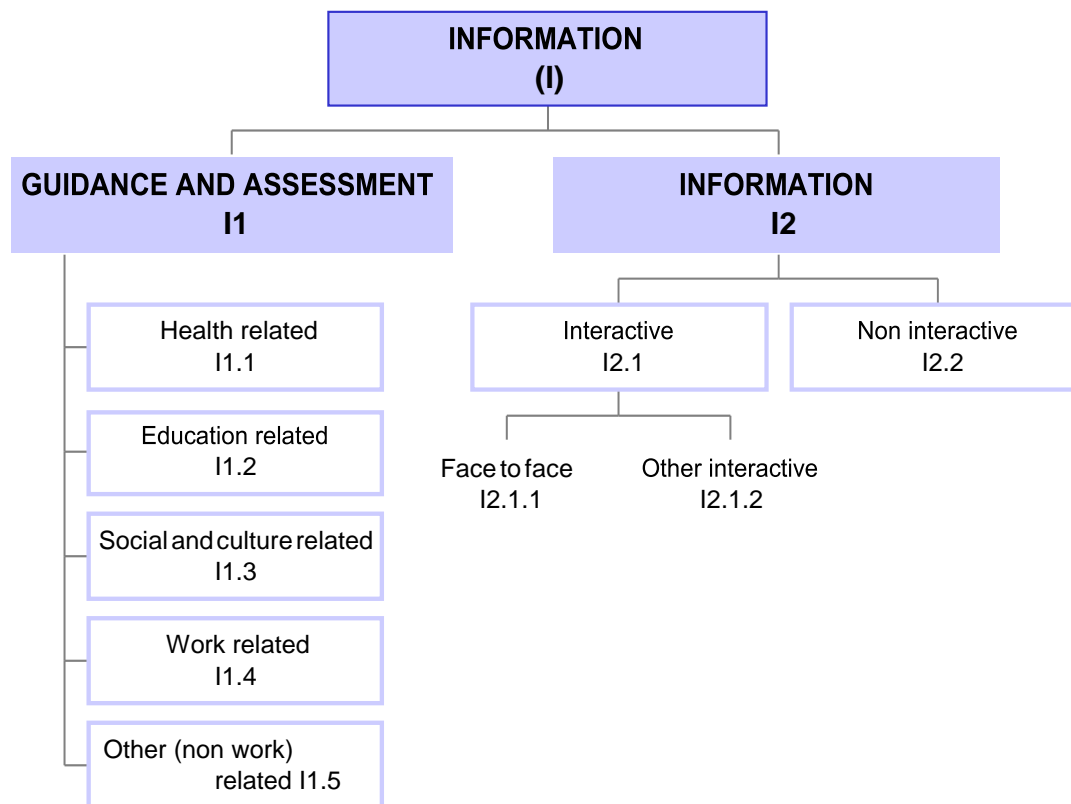 INFORMATION
(I)
GUIDANCE AND ASSESSMENT
I1
INFORMATION
I2
Health related
I1.1
Education related
I1.2
Social and culture related
I1.3
Work related
I1.4
Other (non work)
related I1.5
Interactive
I2.1
Non interactive
I2.2
Face to face
I2.1.1
Other interactive
I2.1.2